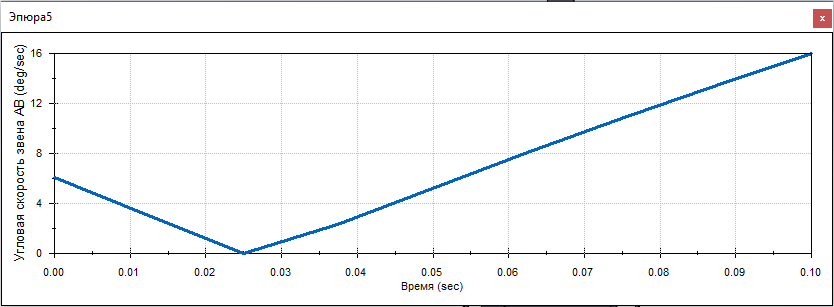 Эпюра5
x
Угловая скорость звена АВ (deg/sec)
16
12
8
4
0
0.00 0.01 0.02 0.03 0.04 0.05 0.06 0.07 0.08 0.09 0.10
Время (sec)